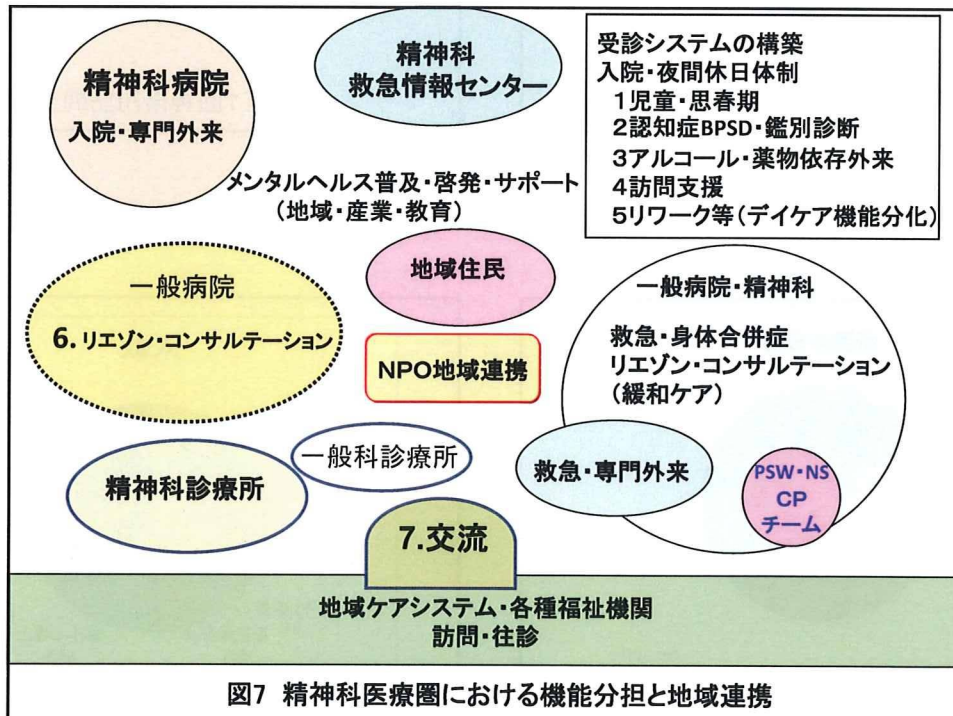 精神科病院
入院・専門外来
精神科
救急情報センター
受診システムの構築
入院・夜間休日体制
1児童・思春期
2認知症BPSD・鑑別診断
3アルコール・薬物依存外来
4訪問支援
5リワーク等(デイケア機能分化)
メンタルヘルス普及・啓発・サポート
(地域・産業・教育)
地域住民
一般病院
6.リエゾン・コンサルテーション
NPO地域連携
一般病院・精神科
救急・身体合併症
リエゾン・コンサルテーション
(緩和ケア)
一般科診療所
精神科診療所
救急・専門外来
PSW・NS
CP
チーム
7.交流
地域ケアシステム・各種福祉機関
訪問・往診
図7 精神科医療圏における機能分担と地域連携